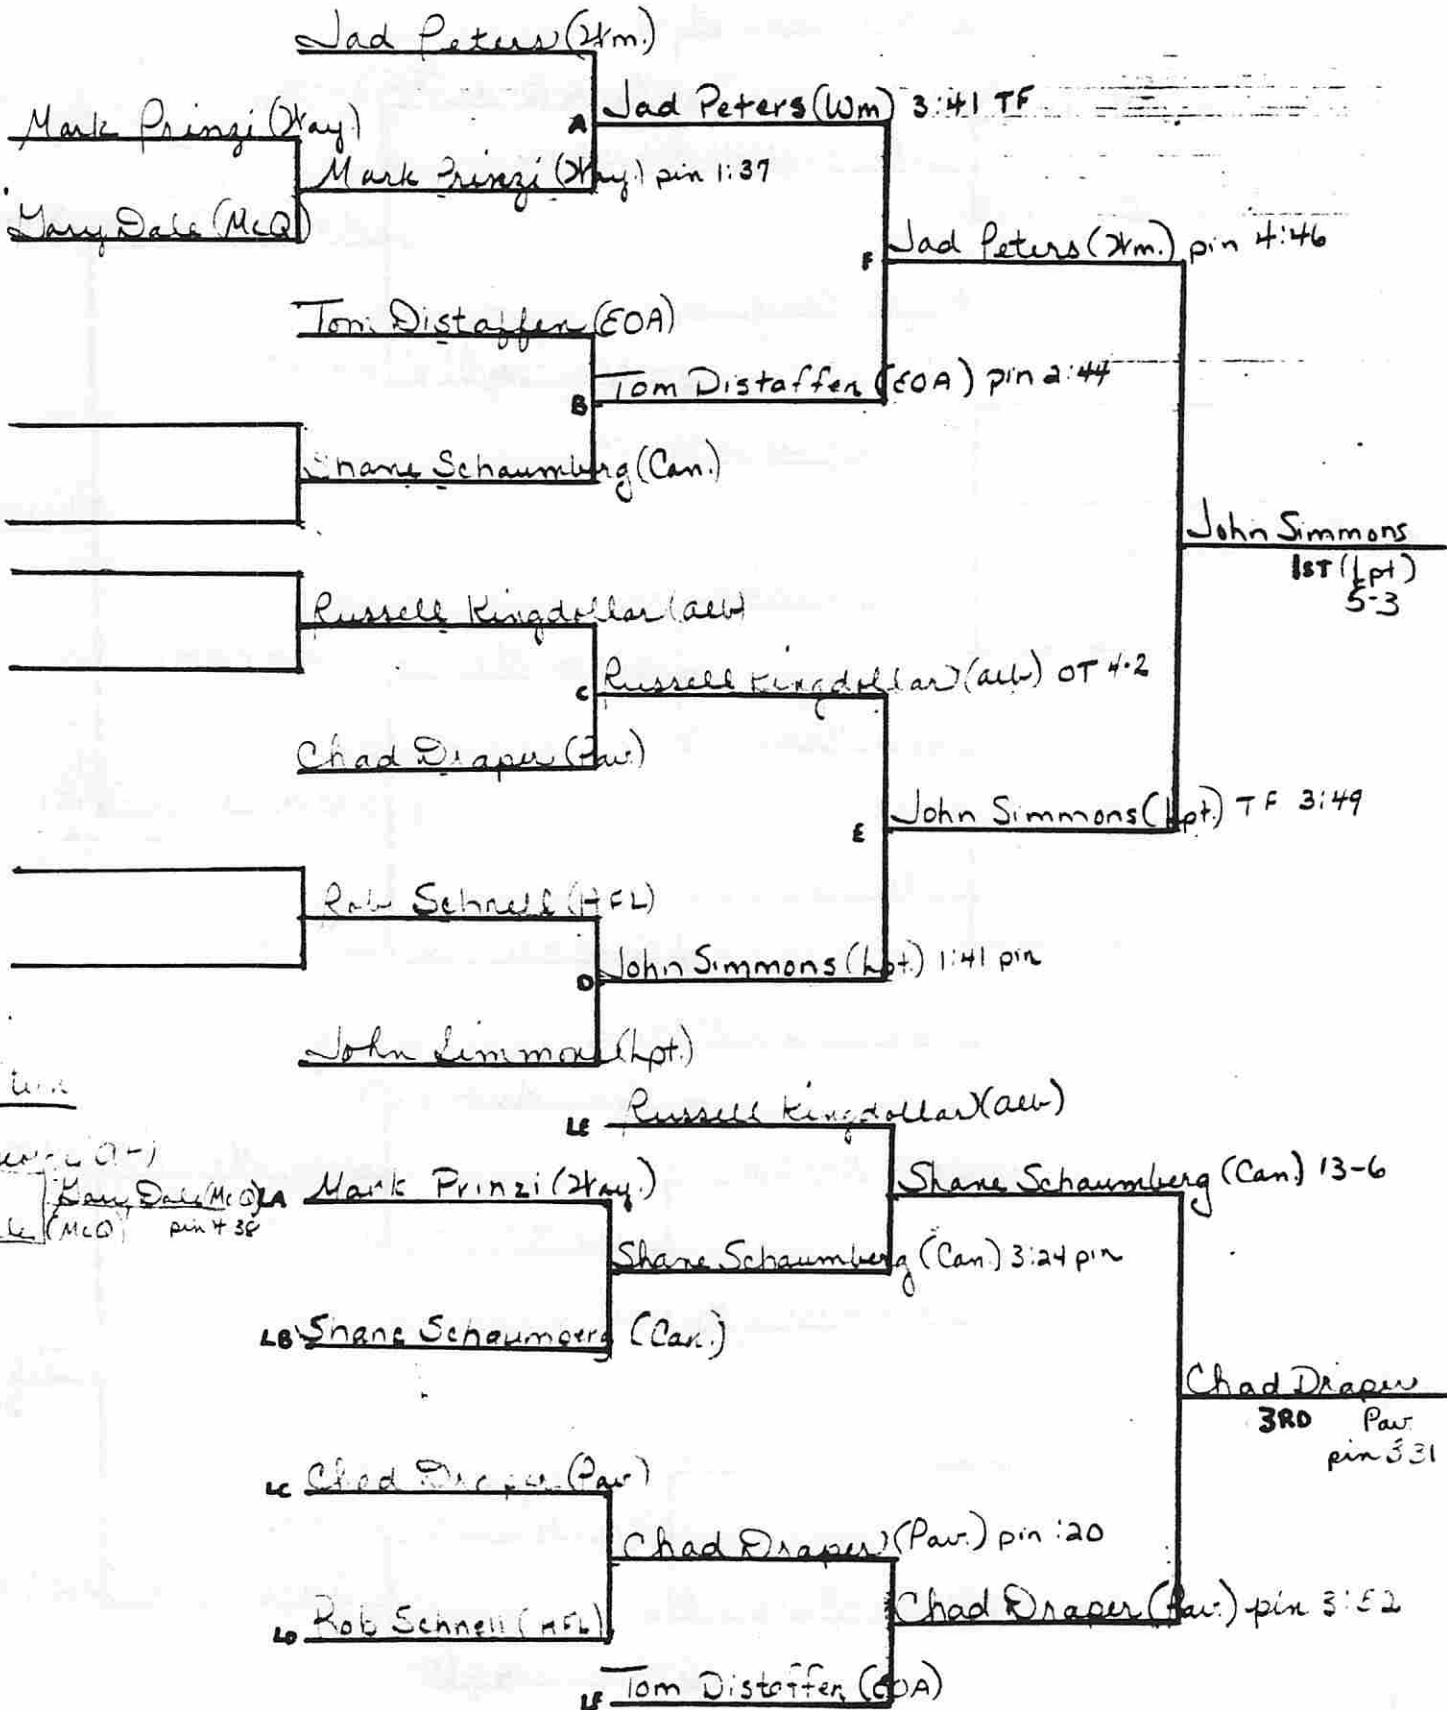 Jad Peters (Wm.)
Mark Prinzi (Way.)
A Jad Peters (Wm) 3:41 TF
Mark Prinzi (Way.) pin 1:37
Gary Dale (McQ)
F Jad Peters (Wm.) pin 4:46
Tom Distaffen (EOA)
B Tom Distaffen (EOA) pin 2:44
Shane Schaumberg (Can.)
John Simmons
1ST (Lpt)
5-3
Russell Kingdollar (alb)
C Russell Kingdollar (alb) OT 4-2
Chad Draper (Pav.)
E John Simmons (Lpt.) TF 3:49
Rob Schnell (HFL)
D John Simmons (Lpt.) 1:41 pin
John Simmons (Lpt.)
LE Russell Kingdollar (alb)
Shane Schaumberg (Can.) 13-6
Gary Dale (McQ) LA Mark Prinzi (Way.)
(McQ) pin 4 38
Shane Schaumberg (Can.) 3:24 pin
LB Shane Schaumberg (Can.)
Chad Draper
3RD Pav.
pin 3 31
LC Chad Draper (Pav)
Chad Draper (Pav.) pin :20
LD Rob Schnell (HFL)
Chad Draper (Pav.) pin 3:52
LF Tom Distaffen (EOA)